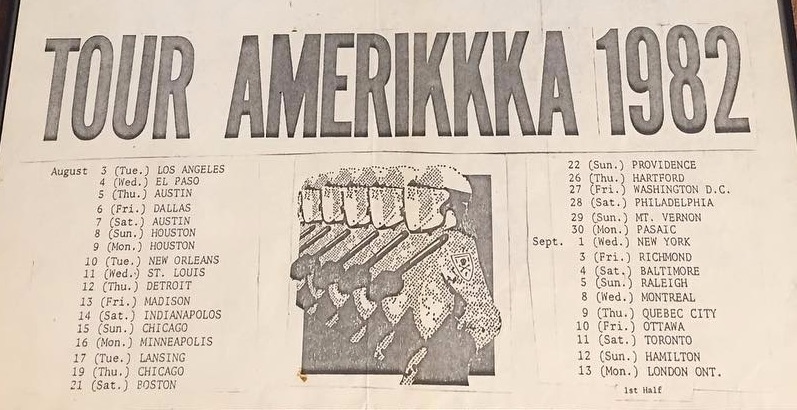 TOUR AMERIKKKA 1982
August 3 (Tue.) LOS ANGELES
4 (Wed.) EL PASO
5 (Thu.) AUSTIN
6 (Fri.) DALLAS
7 (Sat.) AUSTIN
8 (Sun.) HOUSTON
9 (Mon.) HOUSTON
10 (Tue.) NEW ORLEANS
11 (Wed.) ST. LOUIS
12 (Thu.) DETROIT
13 (Fri.) MADISON
14 (Sat.) INDIANAPOLOS
15 (Sun.) CHICAGO
16 (Mon.) MINNEAPOLIS
17 (Tue.) LANSING
19 (Thu.) CHICAGO
21 (Sat.) BOSTON
22 (Sun.) PROVIDENCE
26 (Thu.) HARTFORD
27 (Fri.) WASHINGTON D.C.
28 (Sat.) PHILADELPHIA
29 (Sun.) MT. VERNON
30 (Mon.) PASAIC
Sept. 1 (Wed.) NEW YORK
3 (Fri.) RICHMOND
4 (Sat.) BALTIMORE
5 (Sun.) RALEIGH
8 (Wed.) MONTREAL
9 (Thu.) QUEBEC CITY
10 (Fri.) OTTAWA
11 (Sat.) TORONTO
12 (Sun.) HAMILTON
13 (Mon.) LONDON ONT.
1st Half